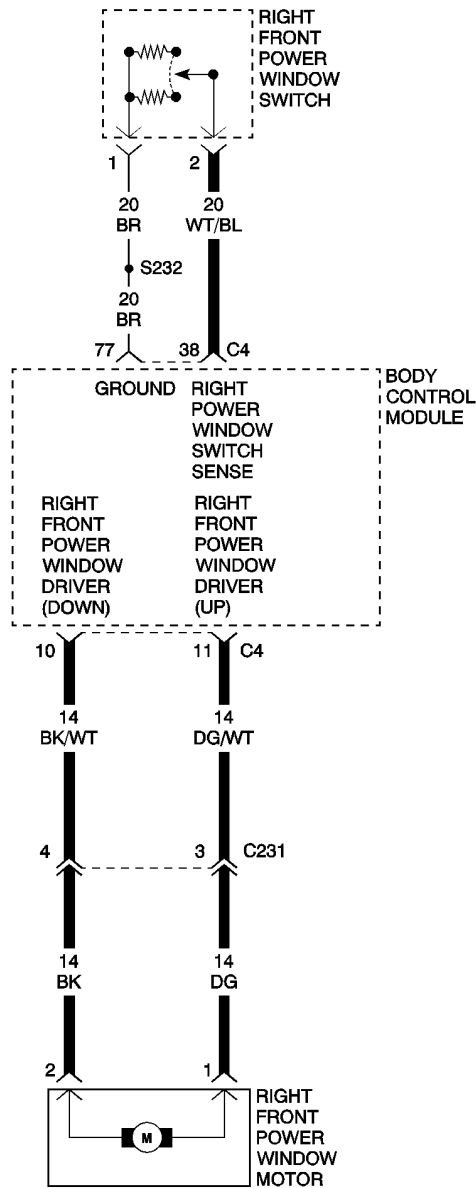 RIGHT
FRONT
POWER
WINDOW
SWITCH
1 2
20 20
BR WT/BL
S232
20
BR
77 38 C4
BODY
CONTROL
MODULE
GROUND RIGHT
POWER
WINDOW
SWITCH
SENSE
RIGHT RIGHT
FRONT FRONT
POWER POWER
WINDOW WINDOW
DRIVER DRIVER
(DOWN) (UP)
10 11 C4
14 14
BK/WT DG/WT
4 3 C231
14 14
BK DG
2 1
RIGHT
FRONT
POWER
WINDOW
MOTOR
M